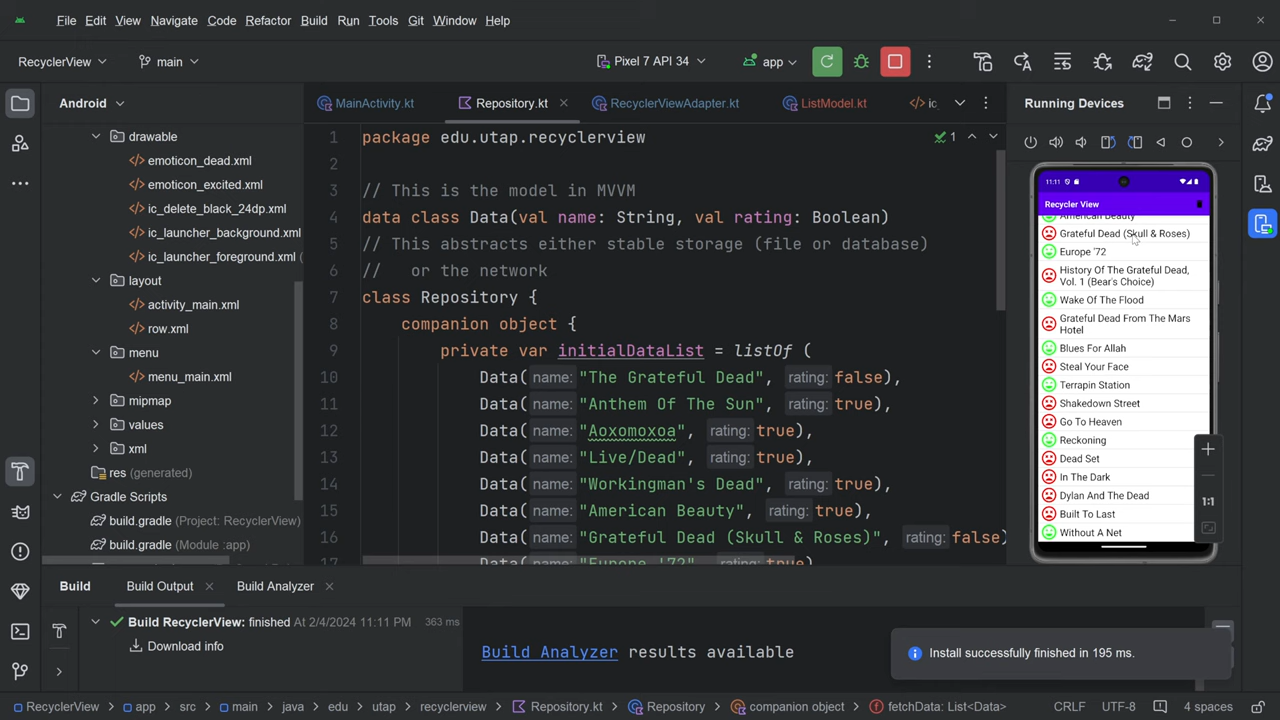 File Edit View Navigate Code Refactor Build Run Tools Git Window Help
RecyclerView main Pixel 7 API 34 app
Android MainActivity.kt Repository.kt RecyclerViewAdapter.kt ListModel.kt ic Running Devices
drawable
emoticon_dead.xml
emoticon_excited.xml
ic_delete_black_24dp.xml
ic_launcher_background.xml
ic_launcher_foreground.xml (
layout
activity_main.xml
row.xml
menu
menu_main.xml
mipmap
values
xml
res (generated)
Gradle Scripts
build.gradle (Project: RecyclerView)
build.gradle (Module :app)
1 package edu.utap.recyclerview
2
3 // This is the model in MVVM
4 data class Data(val name: String, val rating: Boolean)
5 // This abstracts either stable storage (file or database)
6 // or the network
7 class Repository {
8 companion object {
9 private var initialDataList = listOf (
10 Data( name: "The Grateful Dead", rating: false),
11 Data( name: "Anthem Of The Sun", rating: true),
12 Data( name: "Aoxomoxoa", rating: true),
13 Data( name: "Live/Dead", rating: true),
14 Data( name: "Workingman's Dead", rating: true),
15 Data( name: "American Beauty", rating: true),
16 Data( name: "Grateful Dead (Skull & Roses)", rating: false)
17 Data( name: "Europe '72", rating: true),
1
11:11
Recycler View
American Beauty
Grateful Dead (Skull & Roses)
Europe '72
History Of The Grateful Dead,
Vol. 1 (Bear's Choice)
Wake Of The Flood
Grateful Dead From The Mars
Hotel
Blues For Allah
Steal Your Face
Terrapin Station
Shakedown Street
Go To Heaven
Reckoning
Dead Set
In The Dark
Dylan And The Dead
Built To Last
Without A Net
1:1
Build Build Output Build Analyzer
Build RecyclerView: finished At 2/4/2024 11:11 PM 363 ms
Download info
Build Analyzer results available
Install successfully finished in 195 ms.
RecyclerView app src main java edu utap recyclerview Repository.kt Repository companion object fetchData: List<Data> CRLF UTF-8 4 spaces